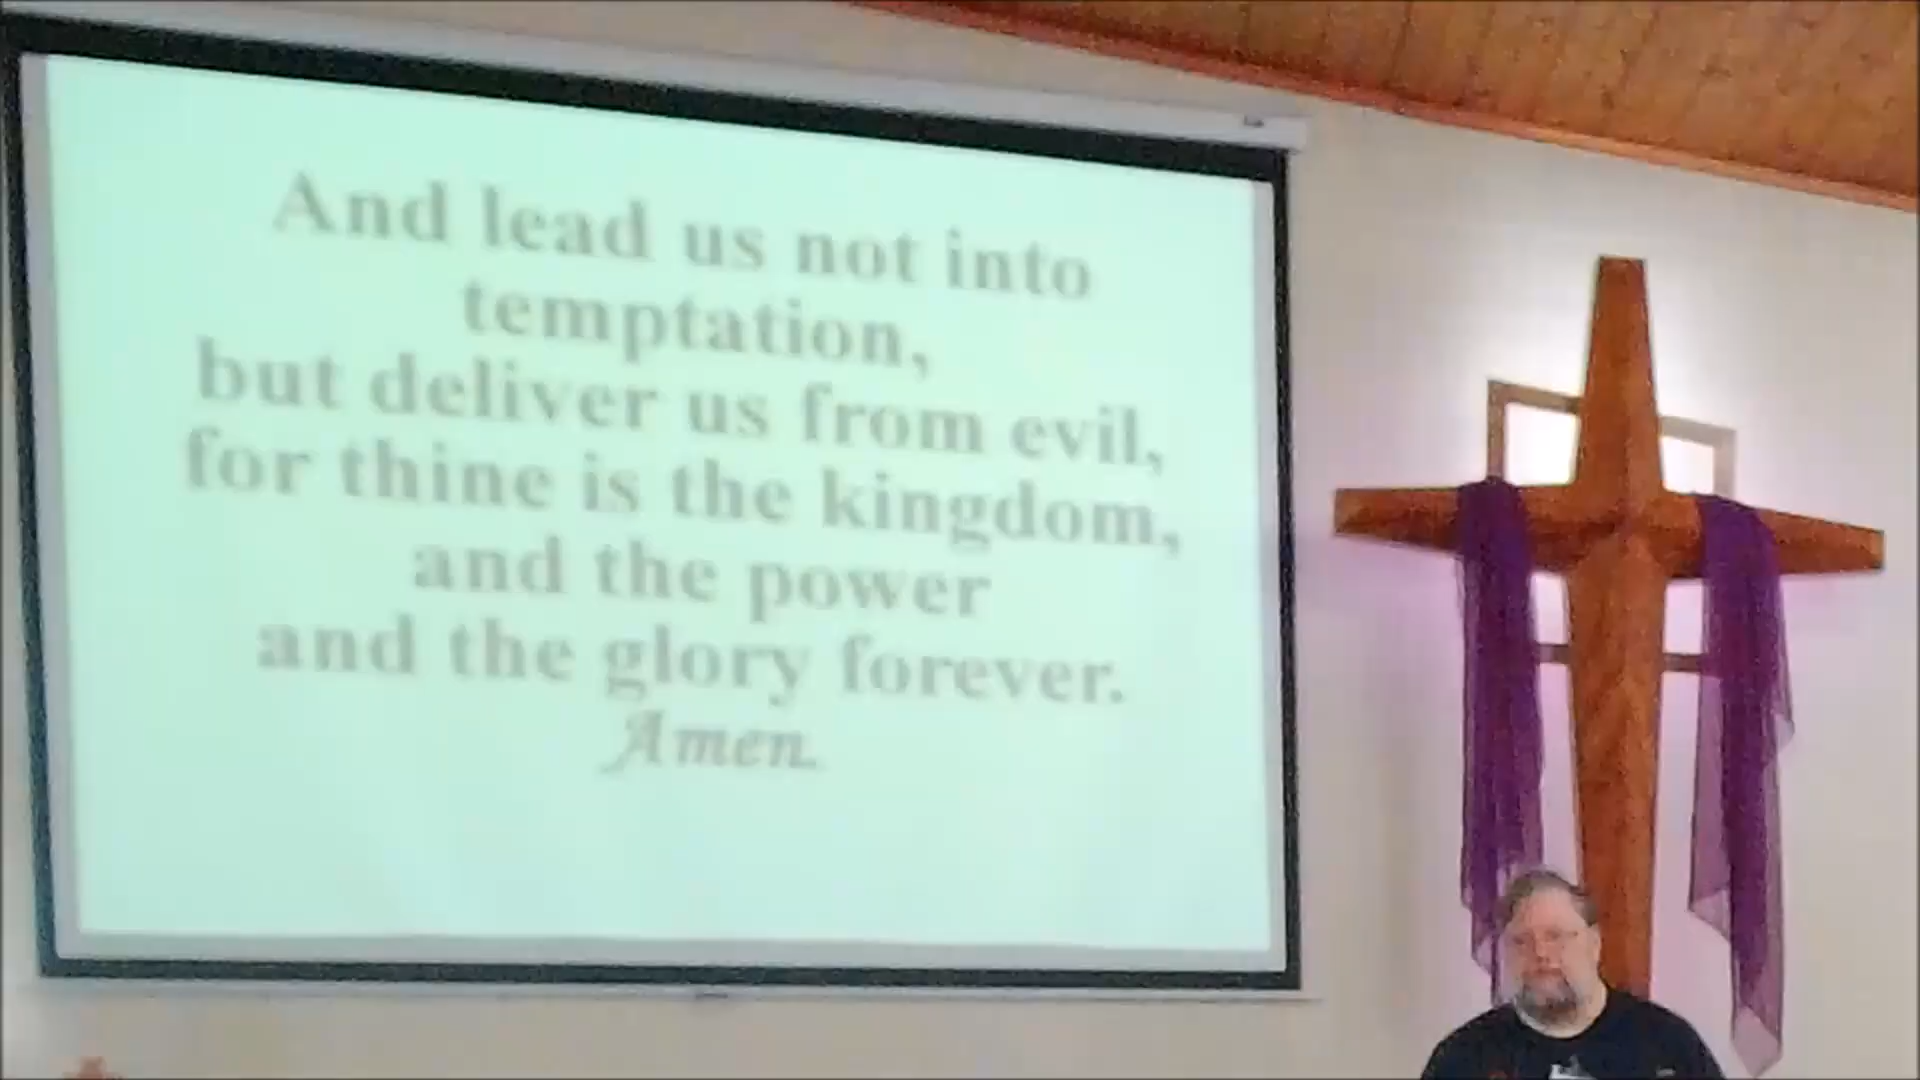 And lead us not into
temptation,
but deliver us from evil,
for thine is the kingdom,
and the power
and the glory forever.
Amen.